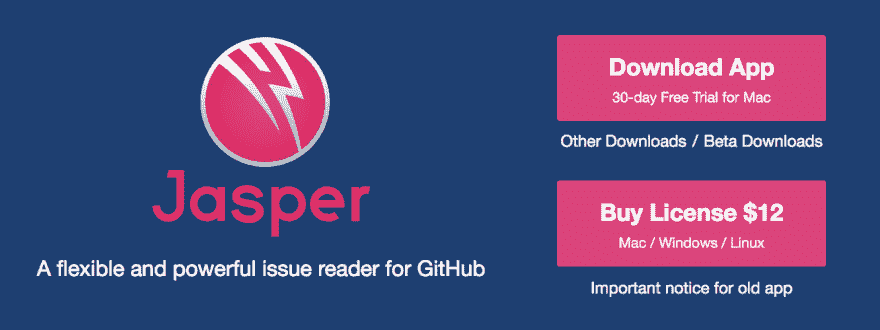 Jasper
A flexible and powerful issue reader for GitHub
Download App
30-day Free Trial for Mac
Other Downloads / Beta Downloads
Buy License $12
Mac / Windows / Linux
Important notice for old app